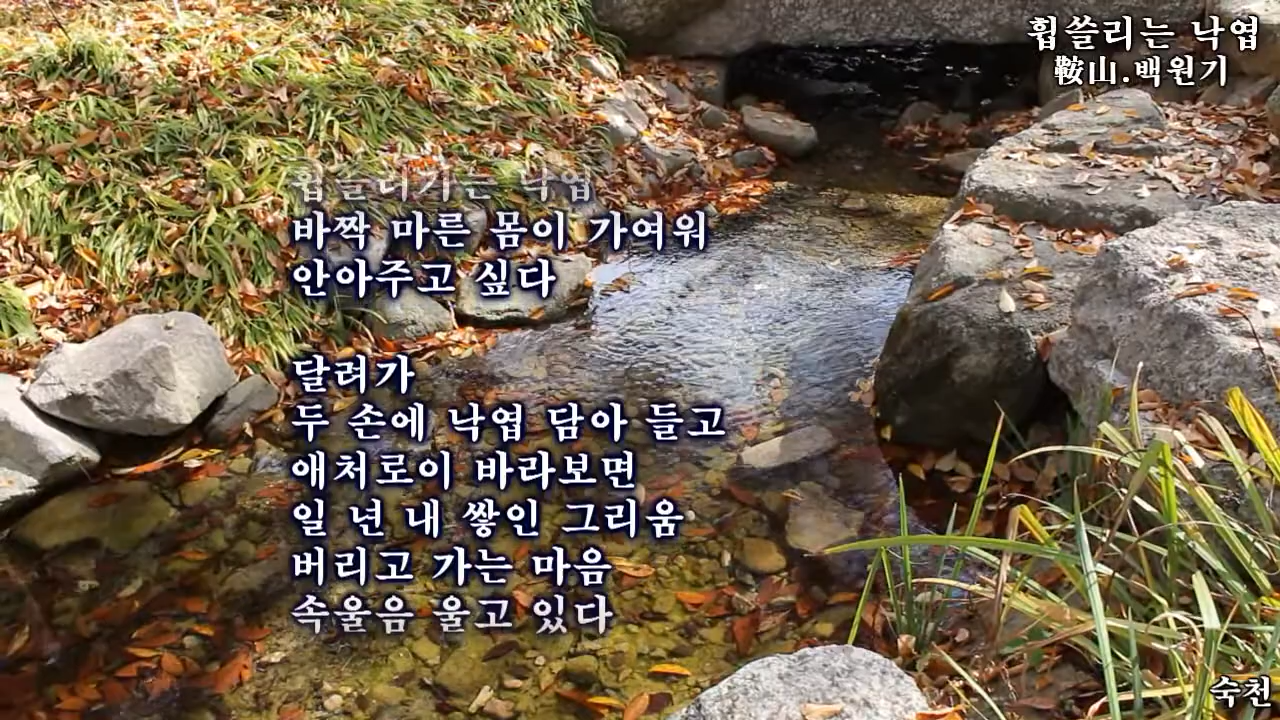 휩쓸리는 낙엽
鞍山.백원기
휩쓸려가는 낙엽
바짝 마른 몸이 가여워
안아주고 싶다
달려가
두 손에 낙엽 담아 들고
애처로이 바라보면
일 년 내 쌓인 그리움
버리고 가는 마음
속울음 울고 있다
숙천